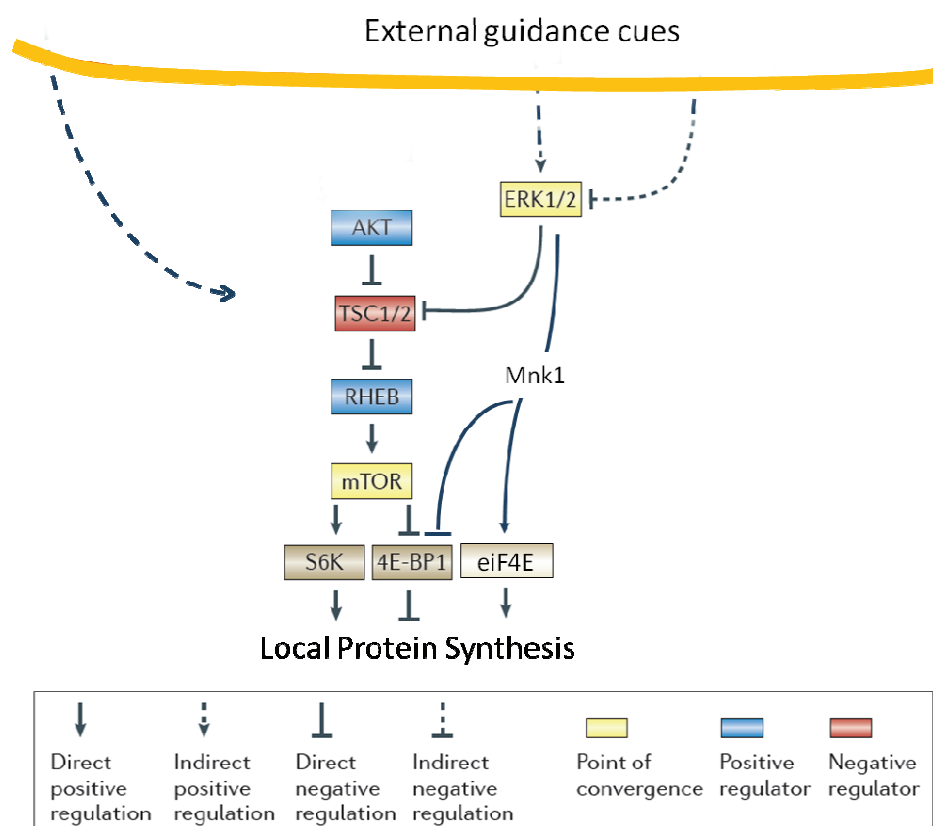 External guidance cues
ERK1/2
AKT
TSC1/2
Mnk1
RHEB
mTOR
S6K
4E-BP1
eiF4E
Local Protein Synthesis
Direct
positive
regulation
Indirect
positive
regulation
Direct
negative
regulation
Indirect
negative
regulation
Point of
convergence
Positive
regulator
Negative
regulator